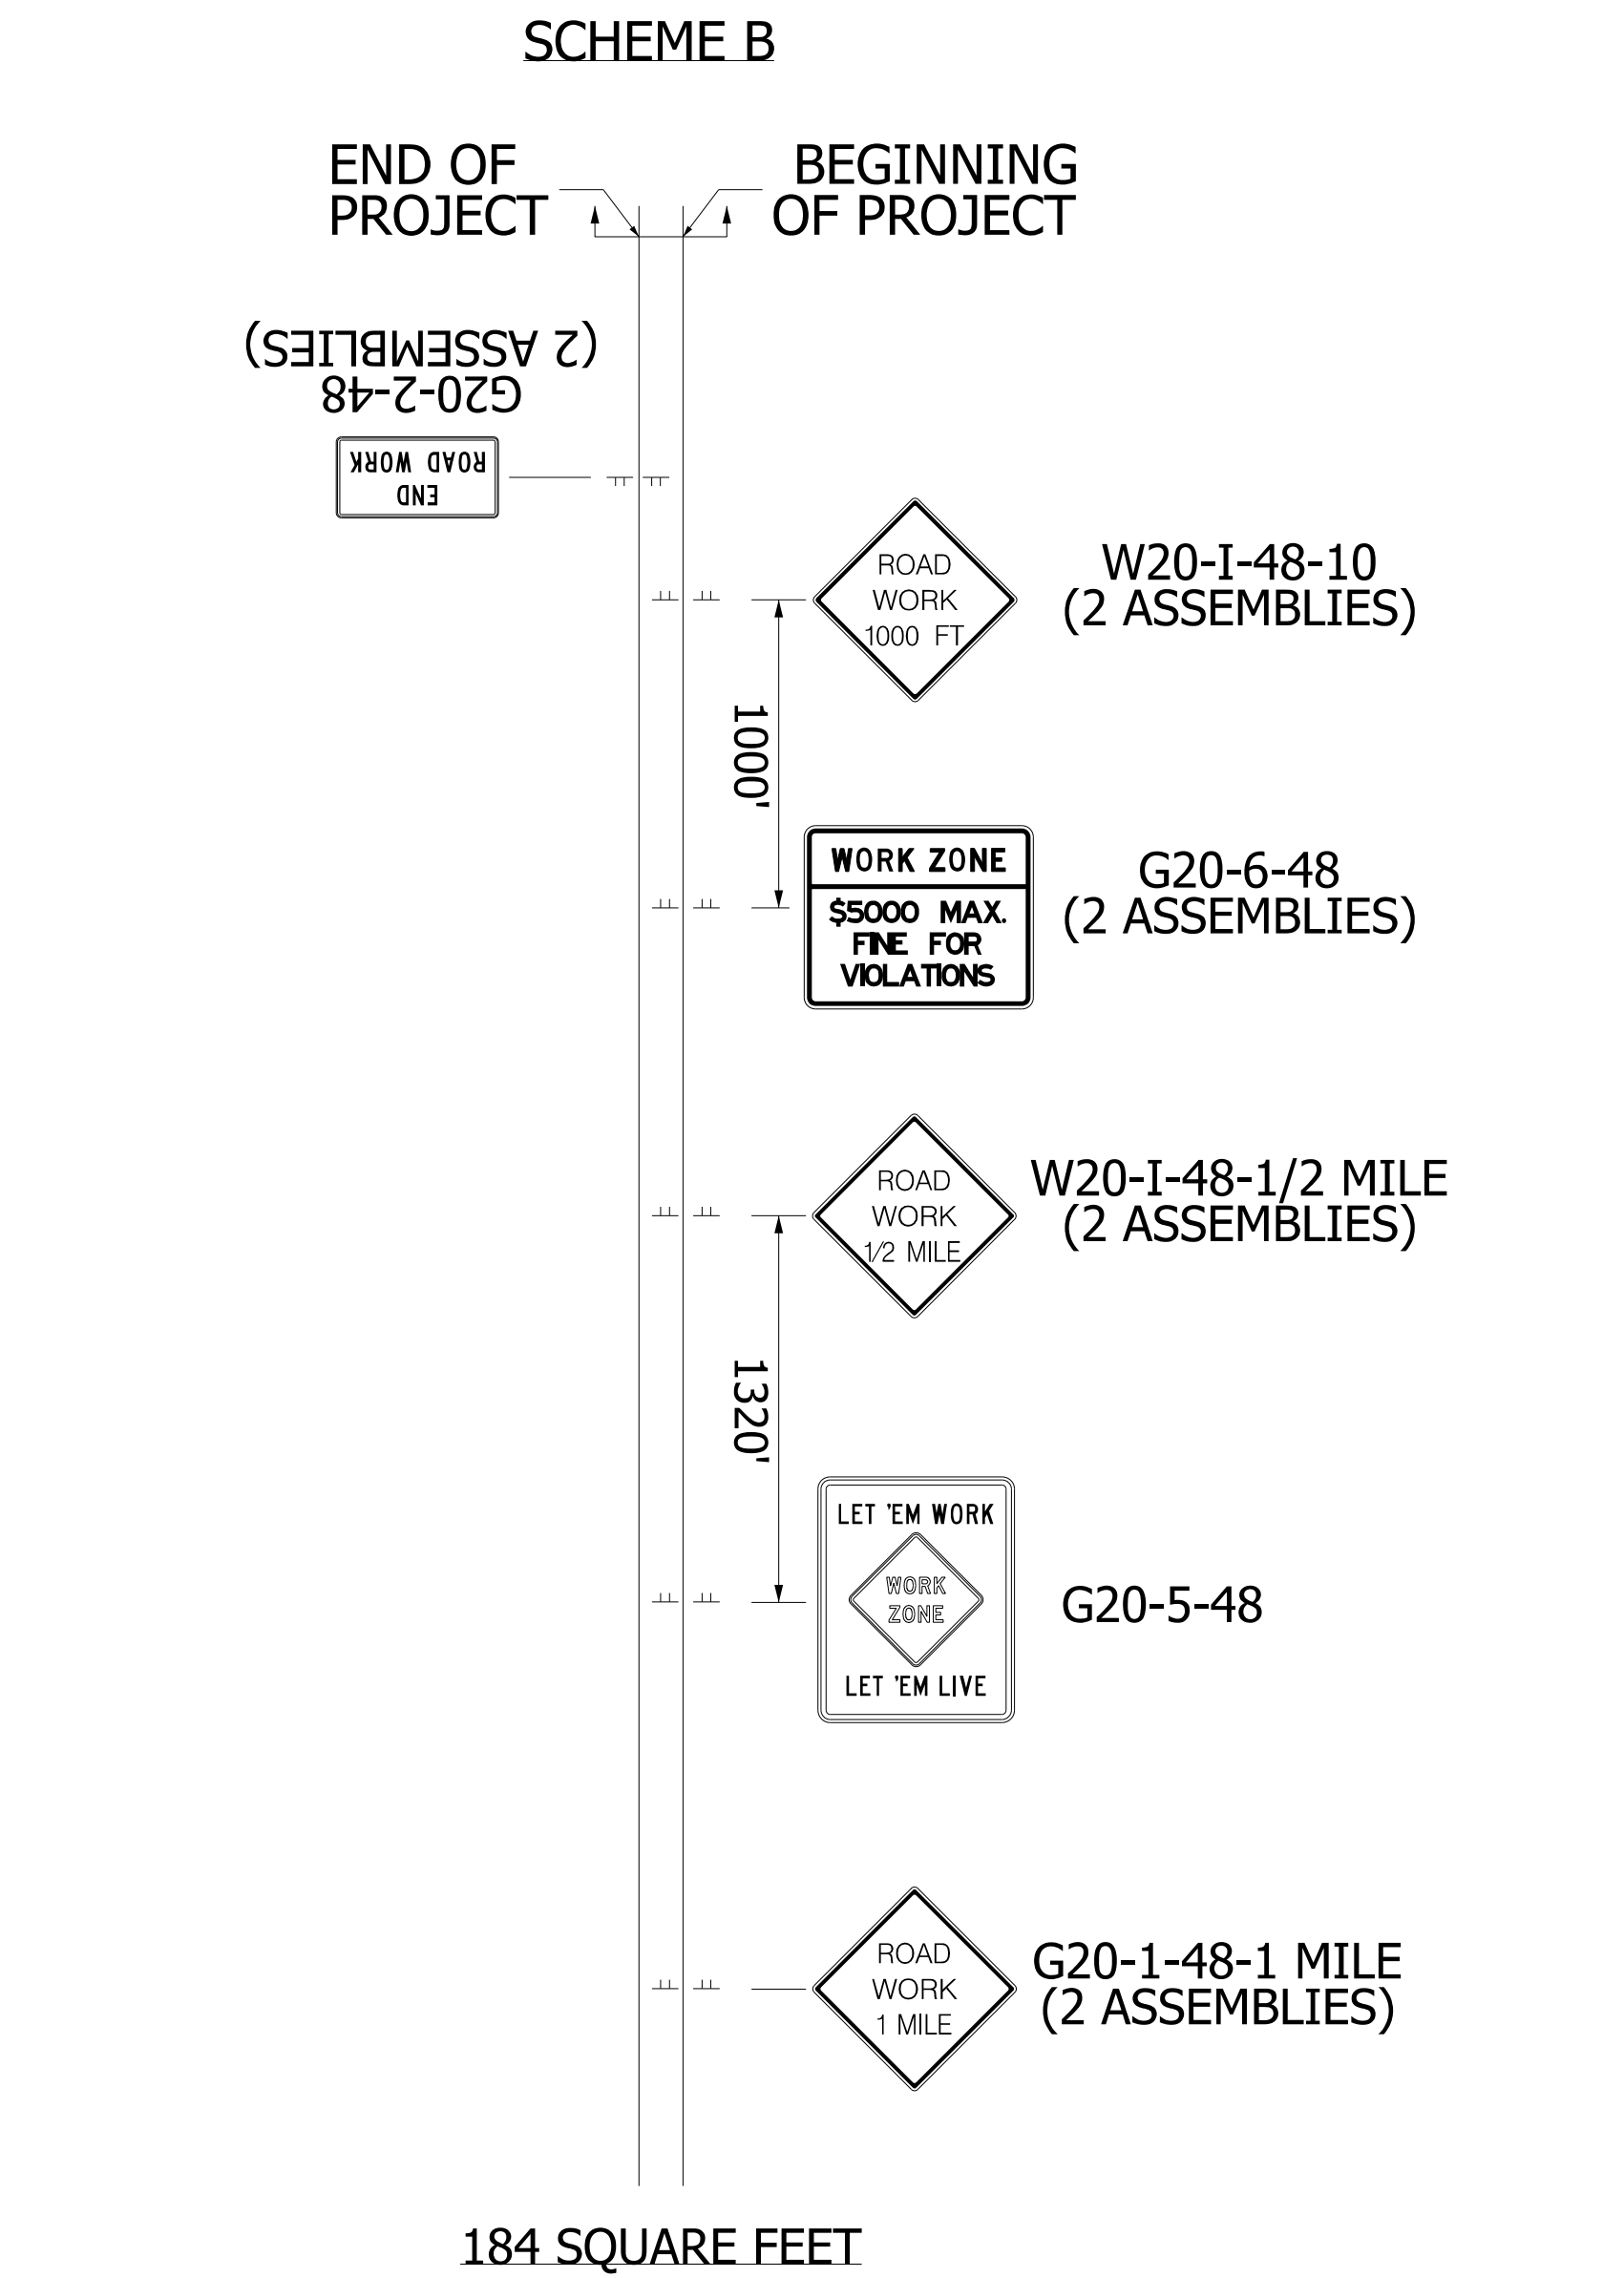 SCHEME B
END OF
PROJECT
BEGINNING
OF PROJECT
G20-2-48
(2 ASSEMBLIES)
END
ROAD WORK
ROAD
WORK
1000 FT
W20-I-48-10
(2 ASSEMBLIES)
1000'
WORK ZONE
$5000 MAX.
FINE FOR
VIOLATIONS
G20-6-48
(2 ASSEMBLIES)
ROAD
WORK
1/2 MILE
W20-I-48-1/2 MILE
(2 ASSEMBLIES)
1320'
LET 'EM WORK
WORK
ZONE
LET 'EM LIVE
G20-5-48
ROAD
WORK
1 MILE
G20-1-48-1 MILE
(2 ASSEMBLIES)
184 SQUARE FEET